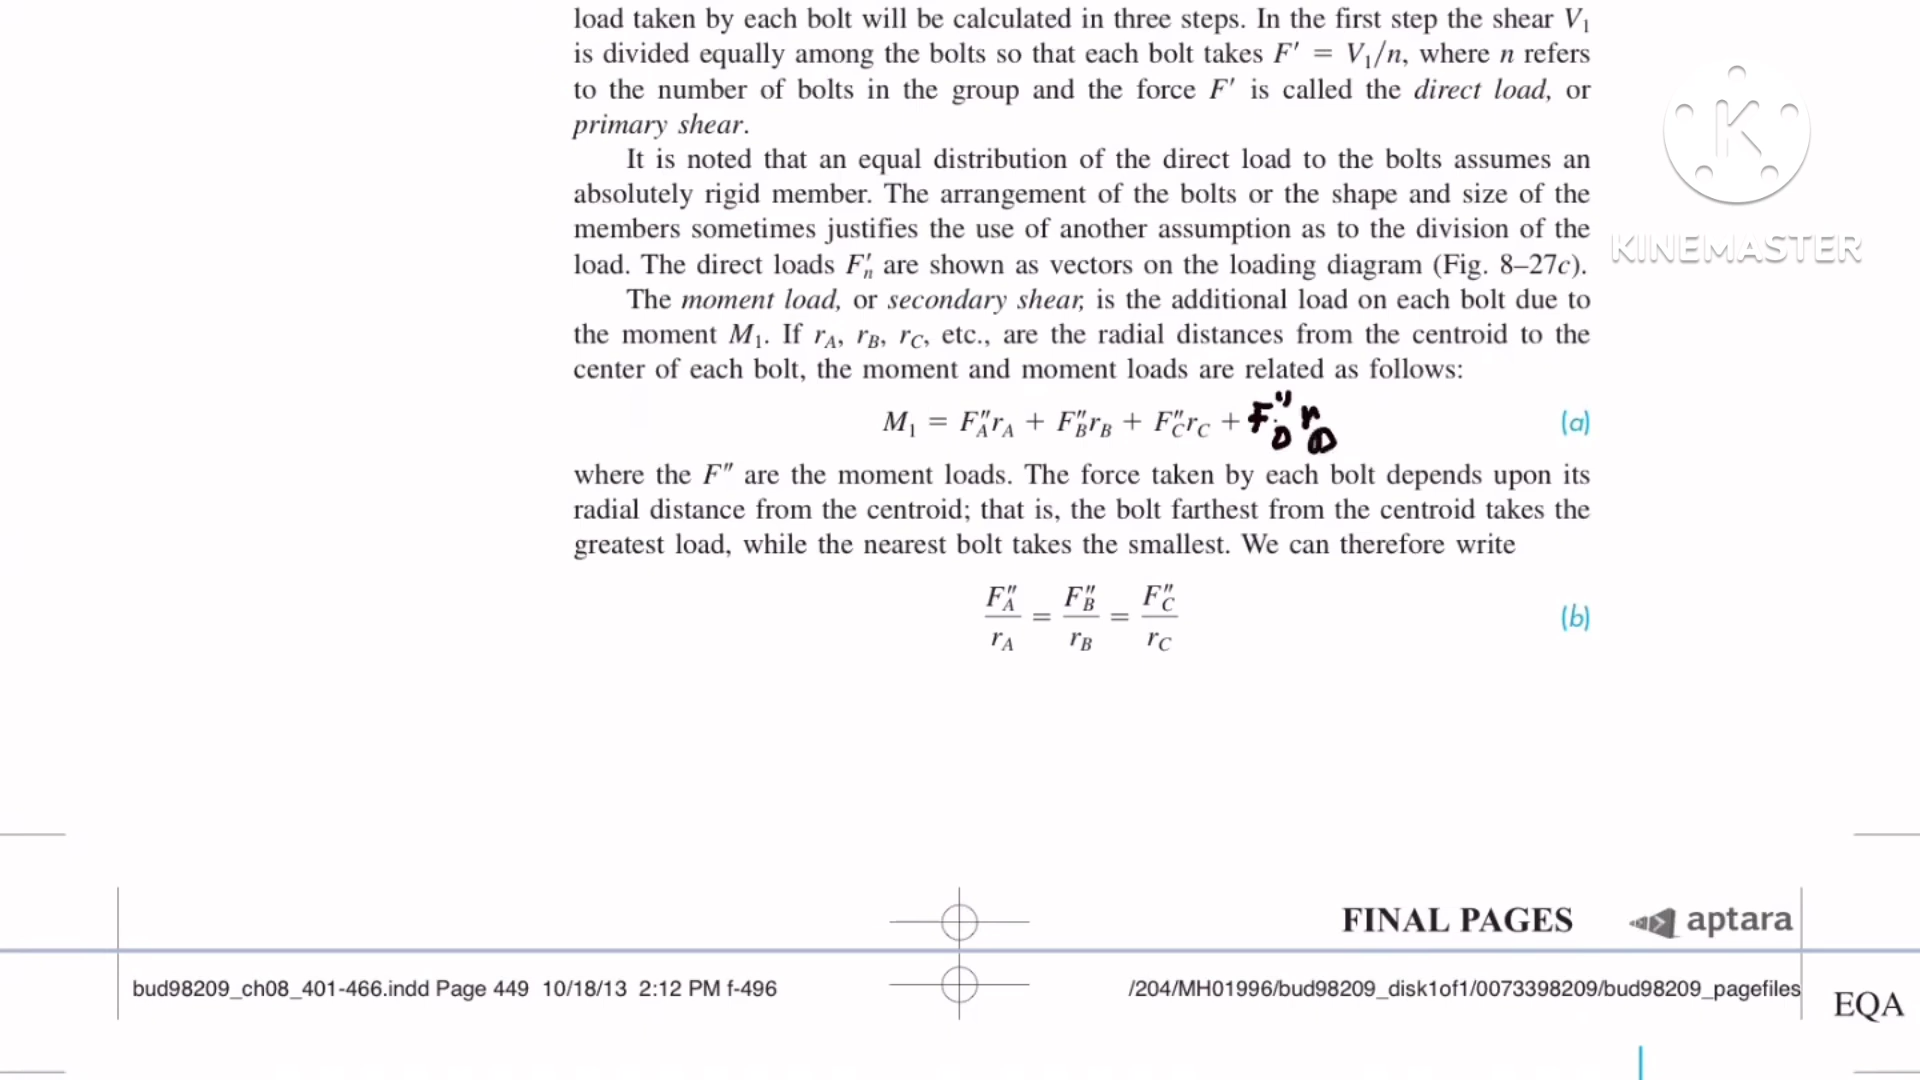 load taken by each bolt will be calculated in three steps. In the first step the shear V₁
is divided equally among the bolts so that each bolt takes F′ = V₁/n, where n refers
to the number of bolts in the group and the force F′ is called the direct load, or
primary shear.
It is noted that an equal distribution of the direct load to the bolts assumes an
absolutely rigid member. The arrangement of the bolts or the shape and size of the
members sometimes justifies the use of another assumption as to the division of the
load. The direct loads F′ₙ are shown as vectors on the loading diagram (Fig. 8–27c).
The moment load, or secondary shear, is the additional load on each bolt due to
the moment M₁. If r_A, r_B, r_C, etc., are the radial distances from the centroid to the
center of each bolt, the moment and moment loads are related as follows:
M₁ = F″_A r_A + F″_B r_B + F″_C r_C + F″_D r_D (a)
where the F″ are the moment loads. The force taken by each bolt depends upon its
radial distance from the centroid; that is, the bolt farthest from the centroid takes the
greatest load, while the nearest bolt takes the smallest. We can therefore write
F″_A/r_A = F″_B/r_B = F″_C/r_C (b)
K
KINEMASTER
FINAL PAGES aptara
bud98209_ch08_401-466.indd Page 449 10/18/13 2:12 PM f-496
/204/MH01996/bud98209_disk1of1/0073398209/bud98209_pagefiles
EQA